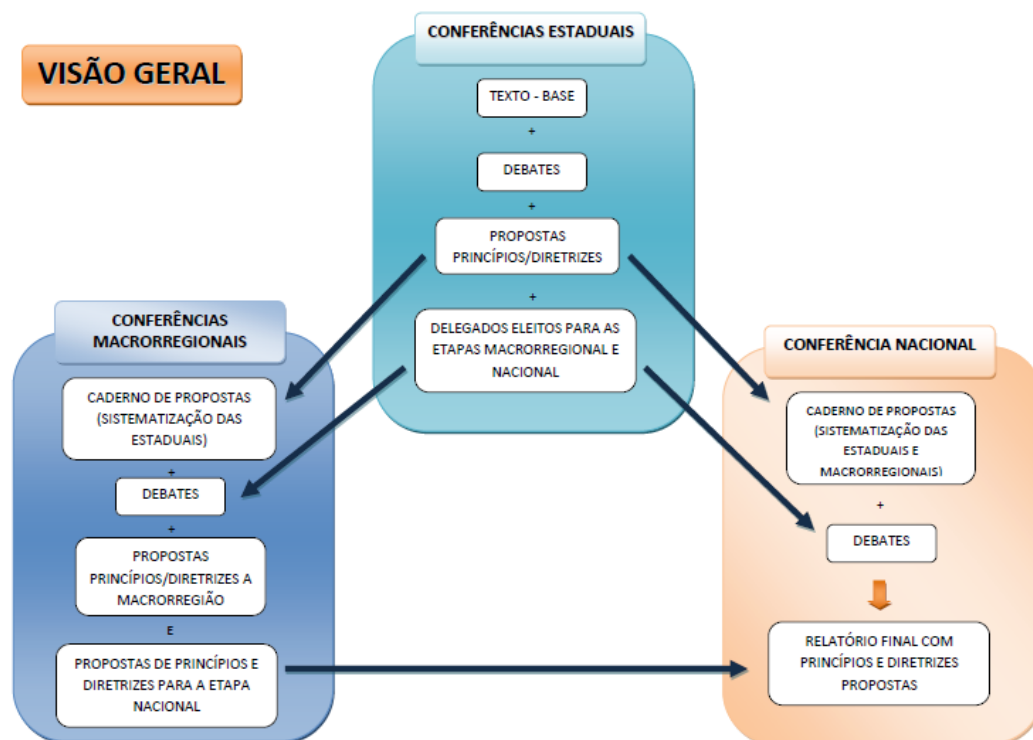 VISÃO GERAL
CONFERÊNCIAS ESTADUAIS
TEXTO - BASE
+
DEBATES
+
PROPOSTAS
PRINCÍPIOS/DIRETRIZES
+
DELEGADOS ELEITOS PARA AS
ETAPAS MACRORREGIONAL E
NACIONAL
CONFERÊNCIAS
MACRORREGIONAIS
CADERNO DE PROPOSTAS
(SISTEMATIZAÇÃO DAS
ESTADUAIS)
+
DEBATES
+
PROPOSTAS
PRINCÍPIOS/DIRETRIZES A
MACRORREGIÃO
E
PROPOSTAS DE PRINCÍPIOS E
DIRETRIZES PARA A ETAPA
NACIONAL
CONFERÊNCIA NACIONAL
CADERNO DE PROPOSTAS
(SISTEMATIZAÇÃO DAS
ESTADUAIS E
MACRORREGIONAIS)
+
DEBATES
RELATÓRIO FINAL COM
PRINCÍPIOS E DIRETRIZES
PROPOSTAS